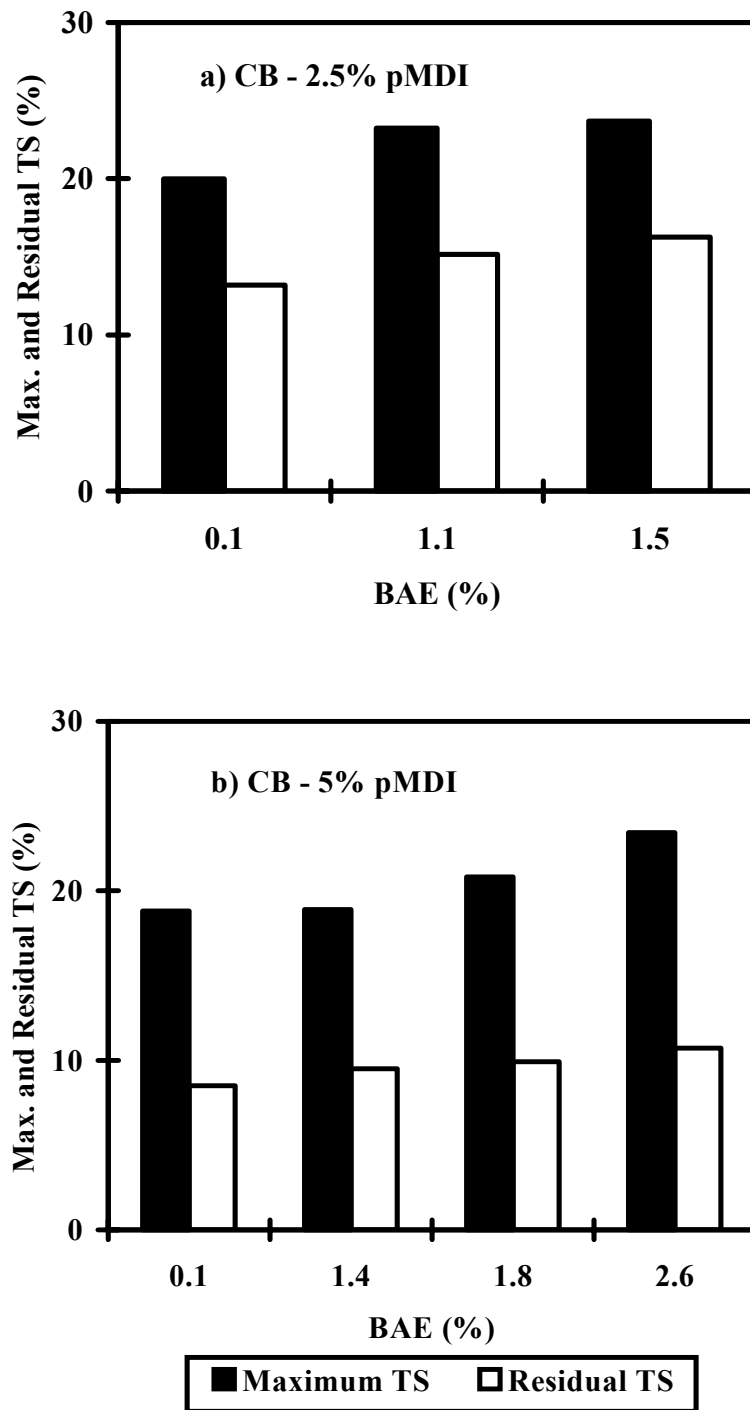 30
a) CB - 2.5% pMDI
20
10
0
Max. and Residual TS (%)
0.1 1.1 1.5
BAE (%)
30
b) CB - 5% pMDI
20
10
0
Max. and Residual TS (%)
0.1 1.4 1.8 2.6
BAE (%)
Maximum TS Residual TS